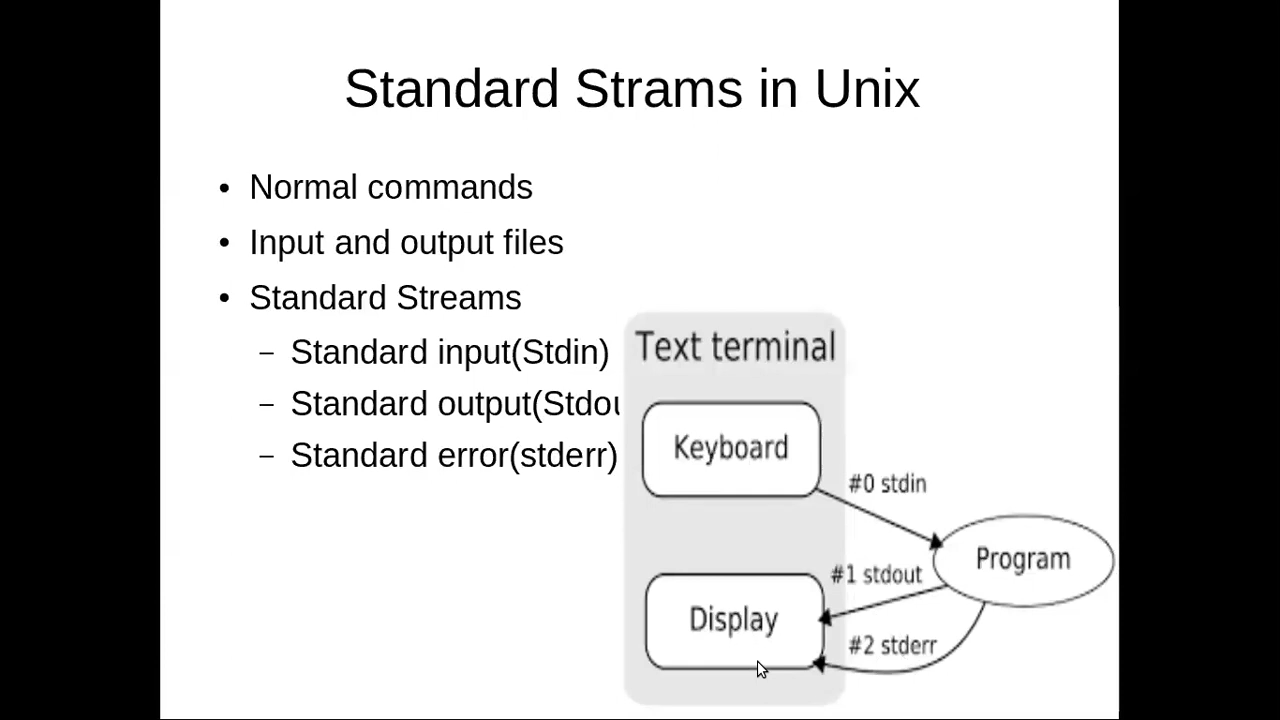 Standard Strams in Unix
• Normal commands
• Input and output files
• Standard Streams
– Standard input(Stdin)
– Standard output(Stdou
– Standard error(stderr)
Text terminal
Keyboard
#0 stdin
Program
#1 stdout
Display
#2 stderr